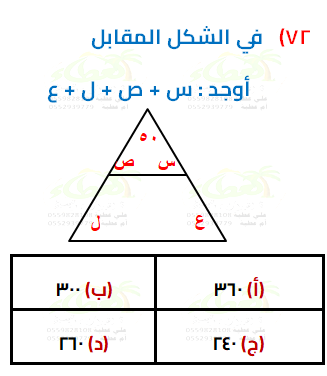 ٧٢) في الشكل المقابل
أوجد : س + ص + ل + ع
٥٠
ص س
ل ع
(أ) ٣٦٠ (ب) ٣٠٠
(ج) ٢٤٠ (د) ٢٦٠